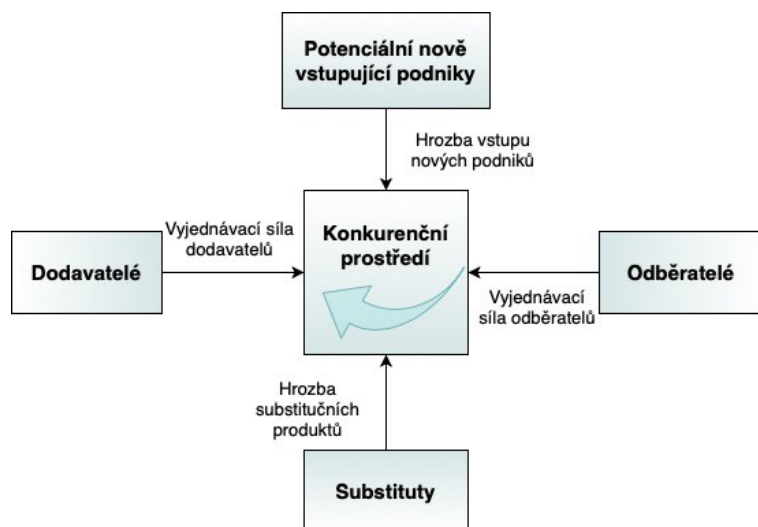 Potenciální nově
vstupující podniky
Hrozba vstupu
nových podniků
Vyjednávací síla
dodavatelů
Dodavatelé
Konkurenční
prostředí
Odběratelé
Vyjednávací
síla odběratelů
Hrozba
substitučních
produktů
Substituty